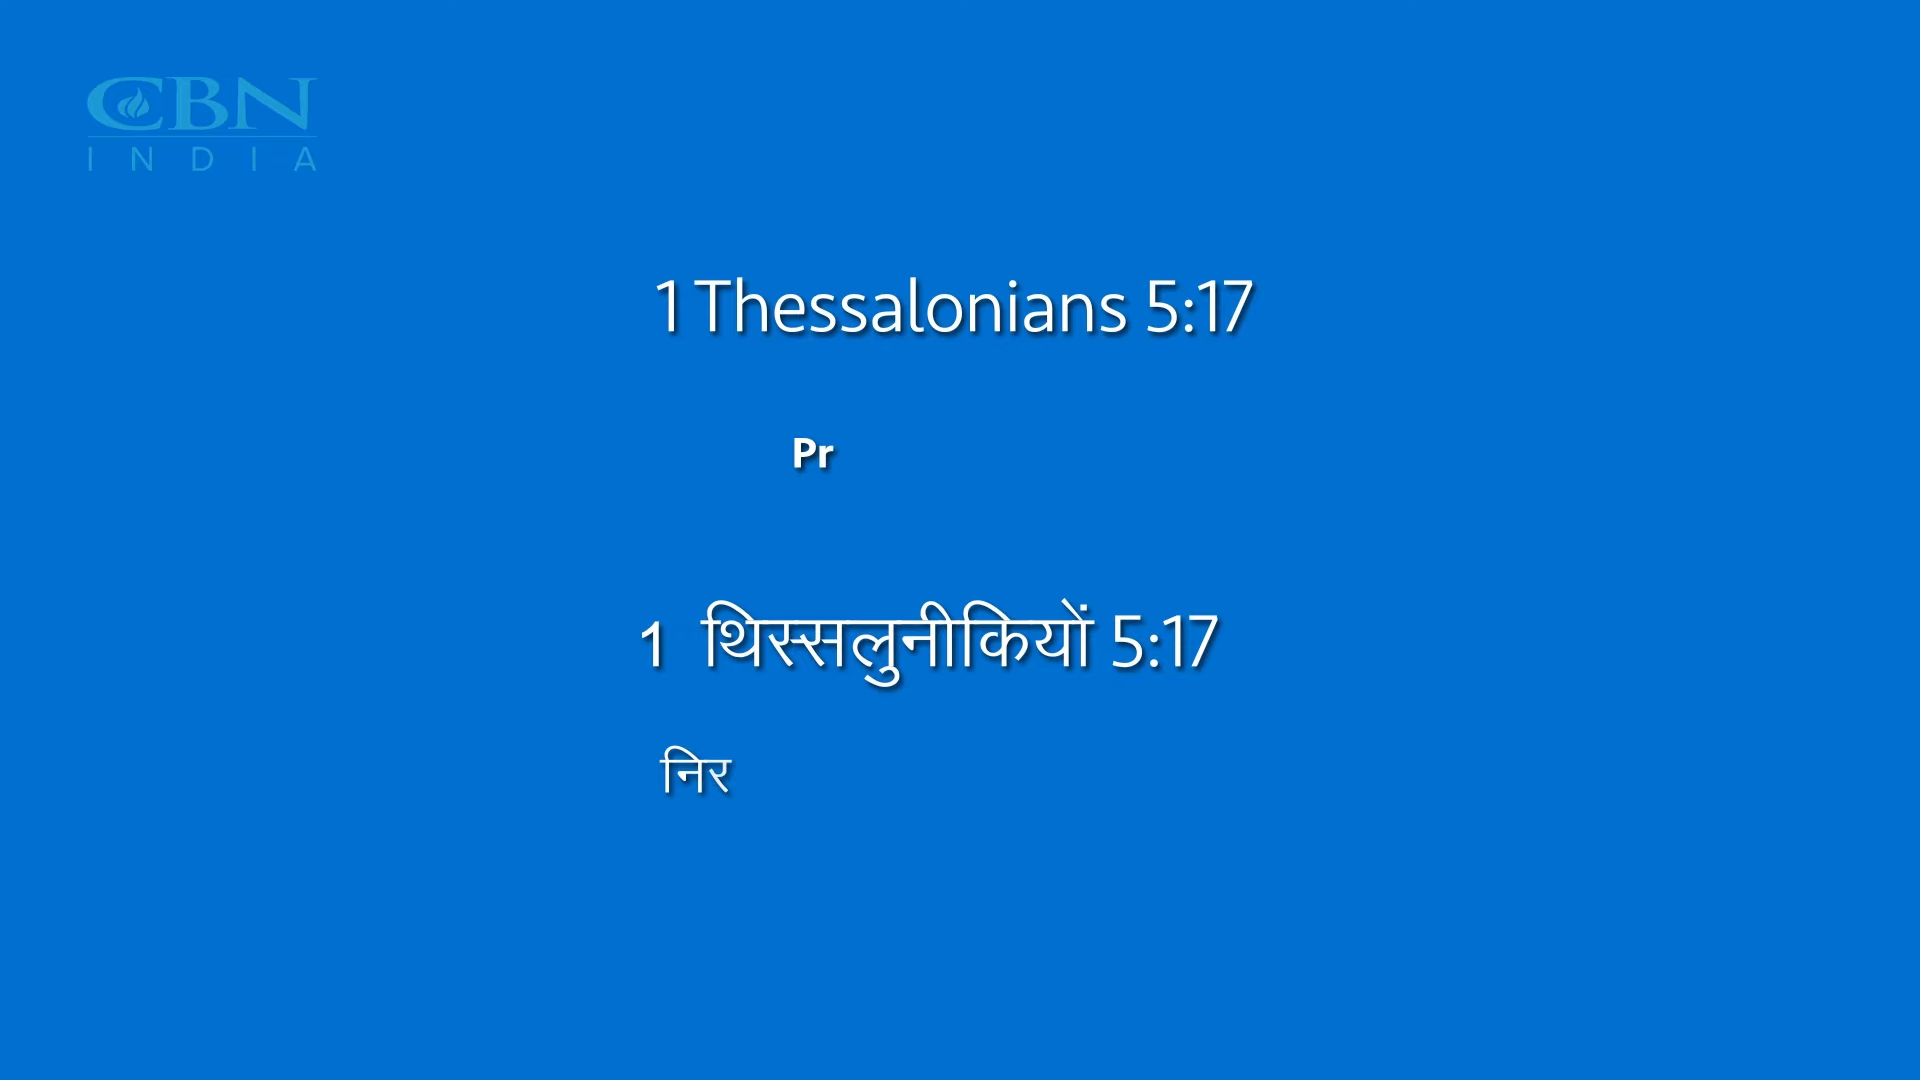 CBN
INDIA
1 Thessalonians 5:17
Pr
1 थिस्सलुनीकियों 5:17
निर